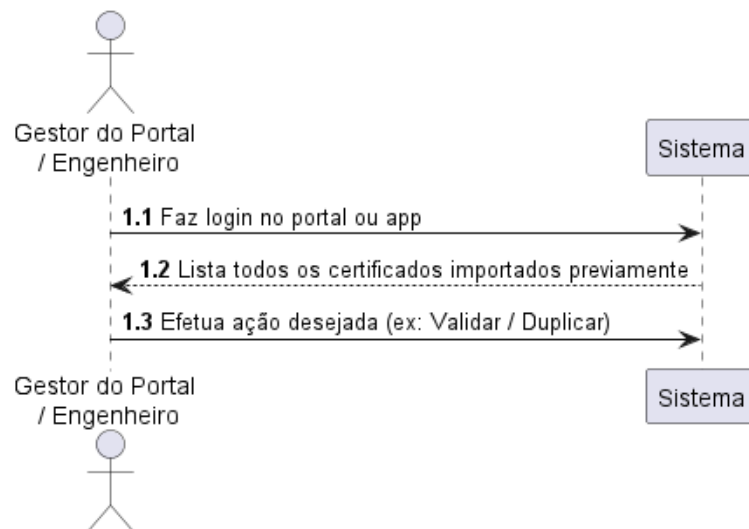 Gestor do Portal
/ Engenheiro
Sistema
1.1 Faz login no portal ou app
1.2 Lista todos os certificados importados previamente
1.3 Efetua ação desejada (ex: Validar / Duplicar)
Gestor do Portal
/ Engenheiro
Sistema